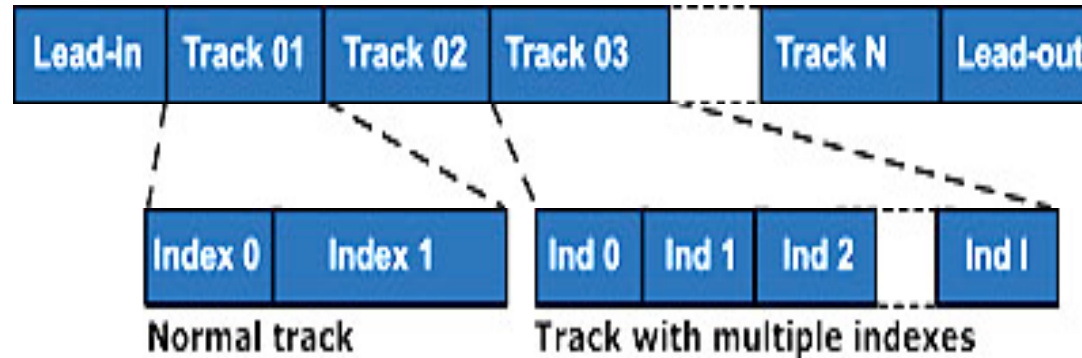 Lead-in Track 01 Track 02 Track 03 Track N Lead-out
Index 0 Index 1 Ind 0 Ind 1 Ind 2 Ind I
Normal track Track with multiple indexes